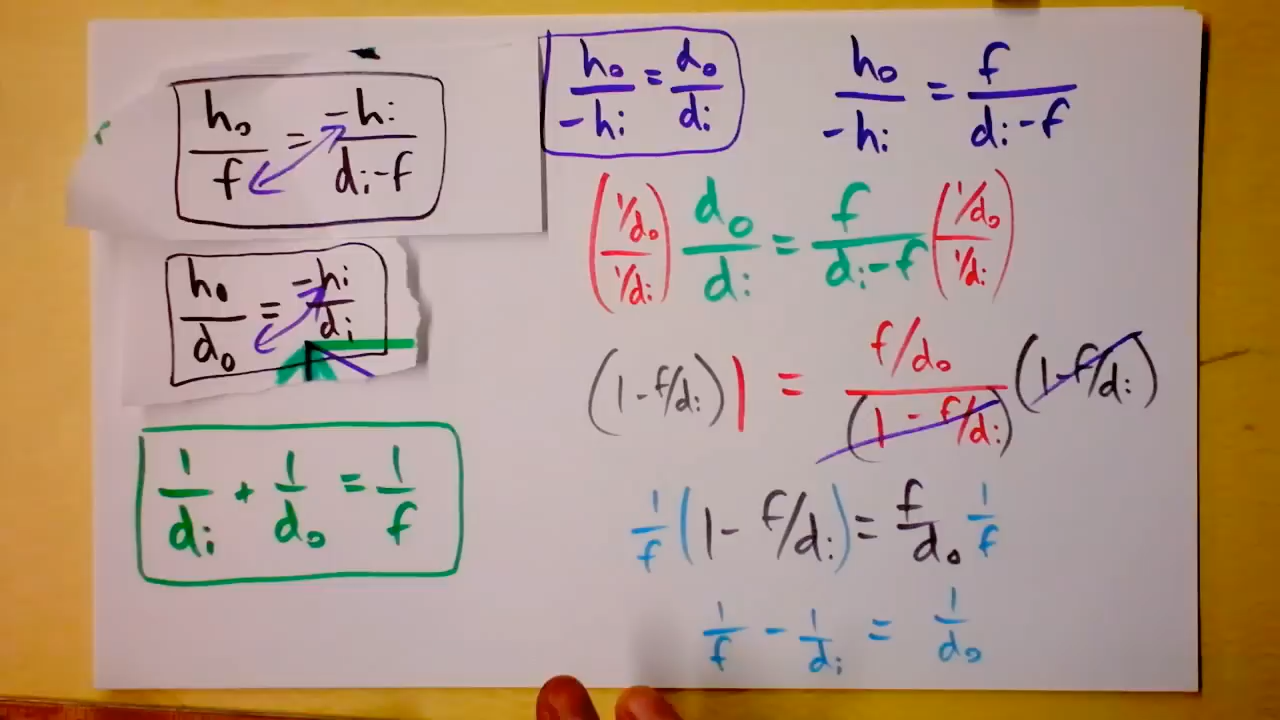 h₀/f = -hᵢ/(dᵢ-f)
h₀/d₀ = -hᵢ/dᵢ
1/dᵢ + 1/d₀ = 1/f
h₀/-hᵢ = d₀/dᵢ
h₀/-hᵢ = f/(dᵢ-f)
((1/d₀)/(1/dᵢ)) d₀/dᵢ = f/(dᵢ-f) ((1/d₀)/(1/dᵢ))
(1-f/dᵢ) 1 = (f/d₀)/(1-f/dᵢ) (1-f/dᵢ)
1/f (1-f/dᵢ) = f/d₀ 1/f
1/f - 1/dᵢ = 1/d₀